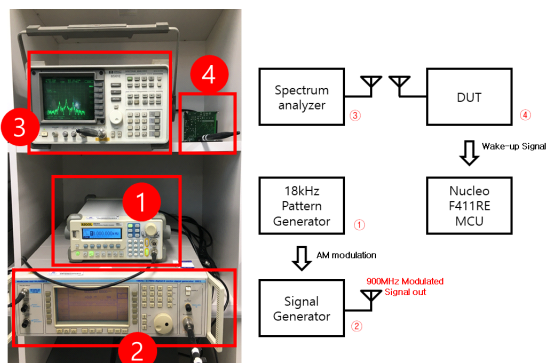 4
3
1
2
Spectrum
analyzer
③
DUT
④
Wake-up Signal
18kHz
Pattern
Generator
①
Nucleo
F411RE
MCU
AM modulation
900MHz Modulated
Signal out
Signal
Generator
②